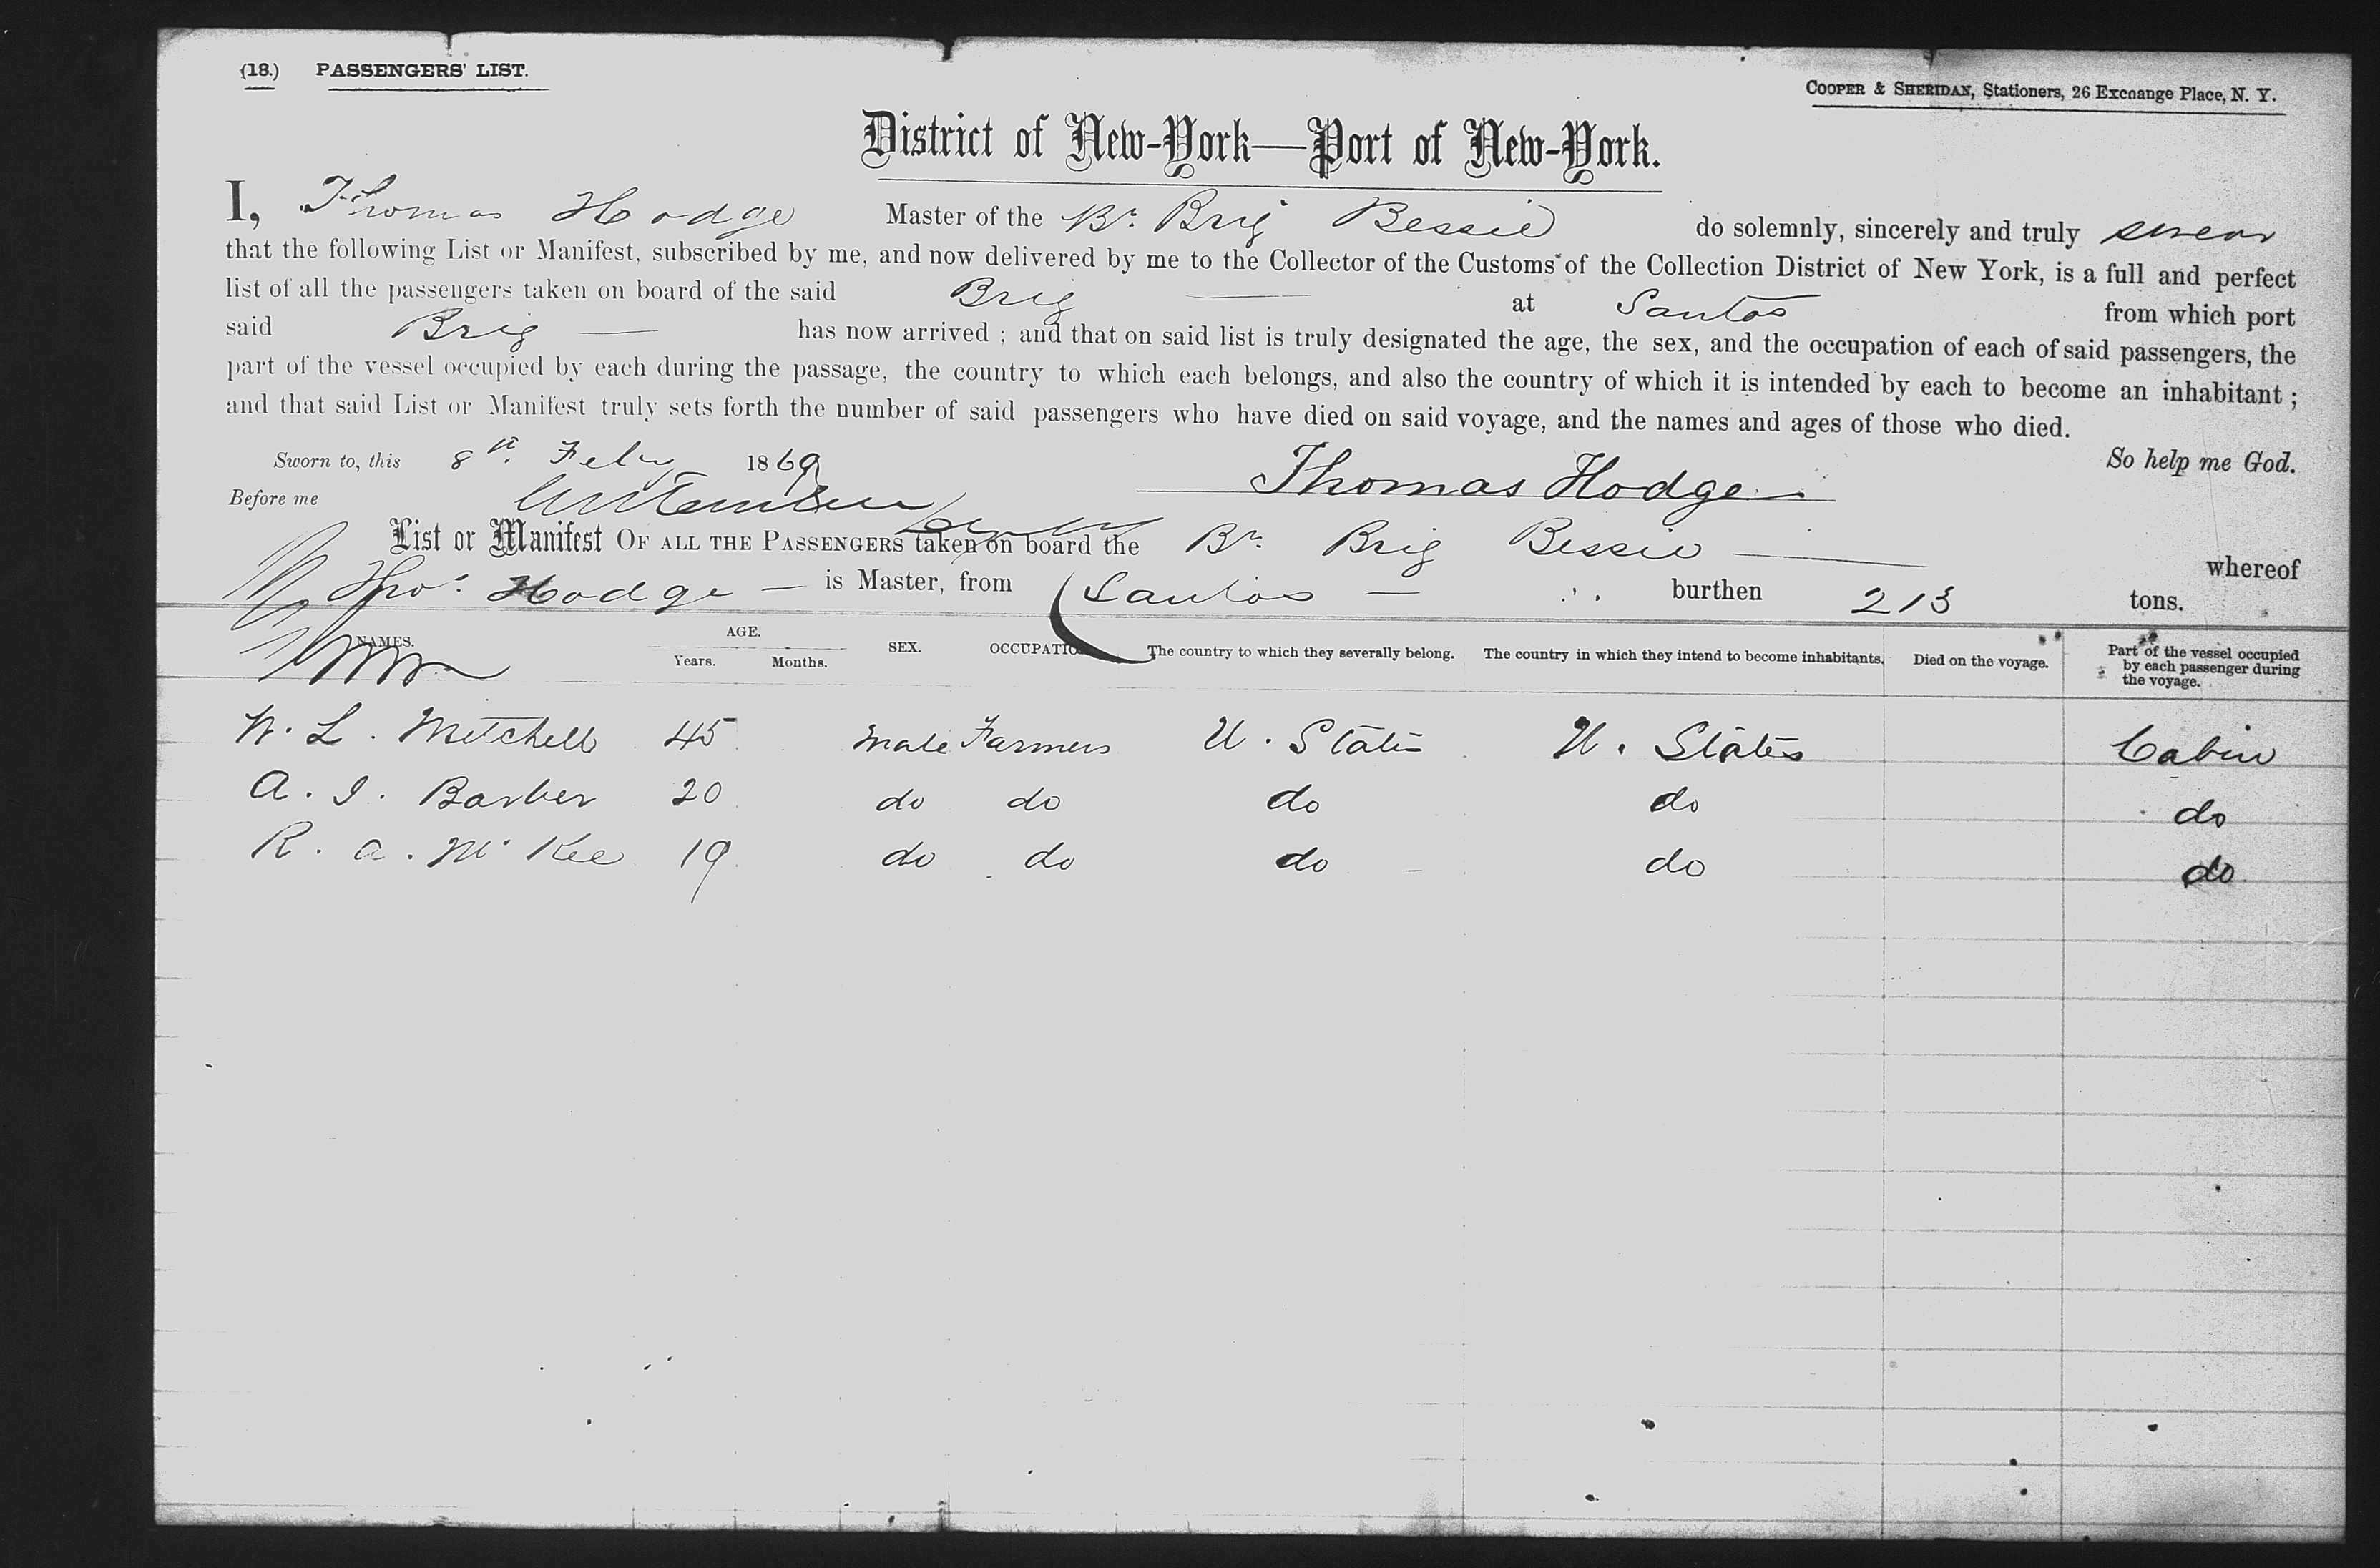 (18.) PASSENGERS' LIST.
COOPER & SHERIDAN, Stationers, 26 Exchange Place, N. Y.
District of New-York—Port of New-York.
I, Thomas Hodge Master of the Br. Brig Bessie do solemnly, sincerely and truly swear
that the following List or Manifest, subscribed by me, and now delivered by me to the Collector of the Customs of the Collection District of New York, is a full and perfect
list of all the passengers taken on board of the said Brig — at Santos from which port
said Brig — has now arrived ; and that on said list is truly designated the age, the sex, and the occupation of each of said passengers, the
part of the vessel occupied by each during the passage, the country to which each belongs, and also the country of which it is intended by each to become an inhabitant ;
and that said List or Manifest truly sets forth the number of said passengers who have died on said voyage, and the names and ages of those who died.
So help me God.
Sworn to, this 8th Feby 1869
Thomas Hodge
Before me
List or Manifest OF ALL THE PASSENGERS taken on board the Br. Brig Bessie — whereof
Thos. Hodge — is Master, from Santos — burthen 213 tons.
NAMES. AGE. Years. Months. SEX. OCCUPATIO The country to which they severally belong. The country in which they intend to become inhabitants. Died on the voyage. Part of the vessel occupied by each passenger during the voyage.
W. L. Mitchell 45 male Farmers U. States U. States Cabin
A. I. Barber 20 do do do do do
R. A. McKee 19 do do do do do